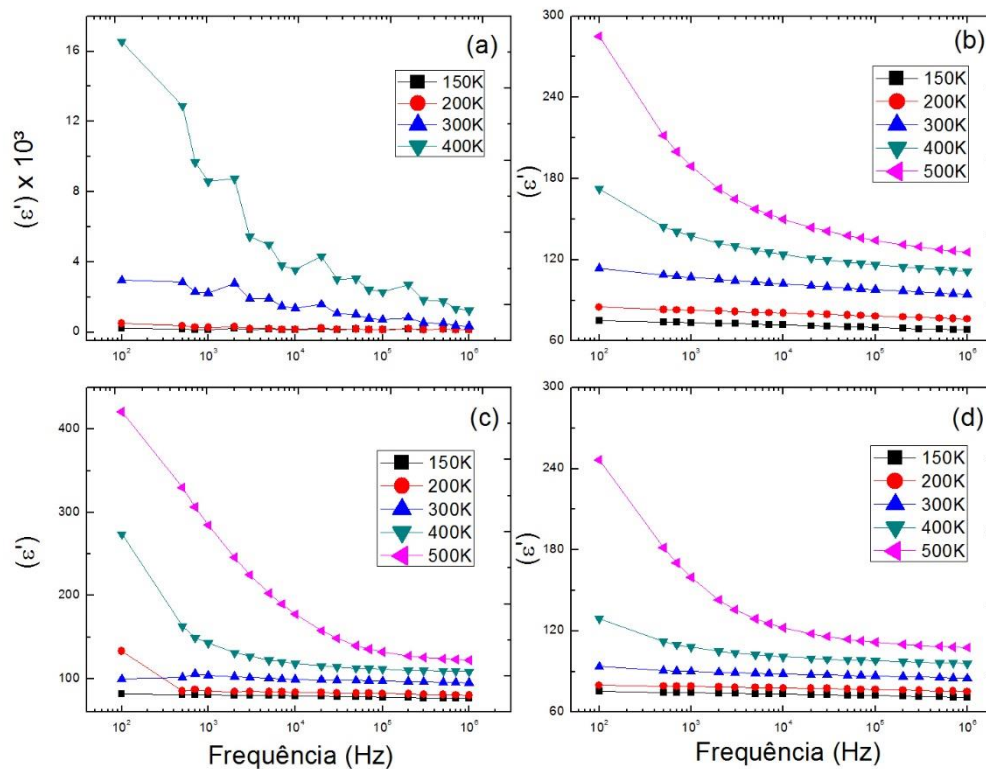 (a)
(ε') x 10³
16
12
8
4
0
150K
200K
300K
400K
10² 10³ 10⁴ 10⁵ 10⁶
(b)
(ε')
300
240
180
120
60
150K
200K
300K
400K
500K
10² 10³ 10⁴ 10⁵ 10⁶
(c)
(ε')
400
300
200
100
150K
200K
300K
400K
500K
10² 10³ 10⁴ 10⁵ 10⁶
Frequência (Hz)
(d)
(ε')
300
240
180
120
60
150K
200K
300K
400K
500K
10² 10³ 10⁴ 10⁵ 10⁶
Frequência (Hz)